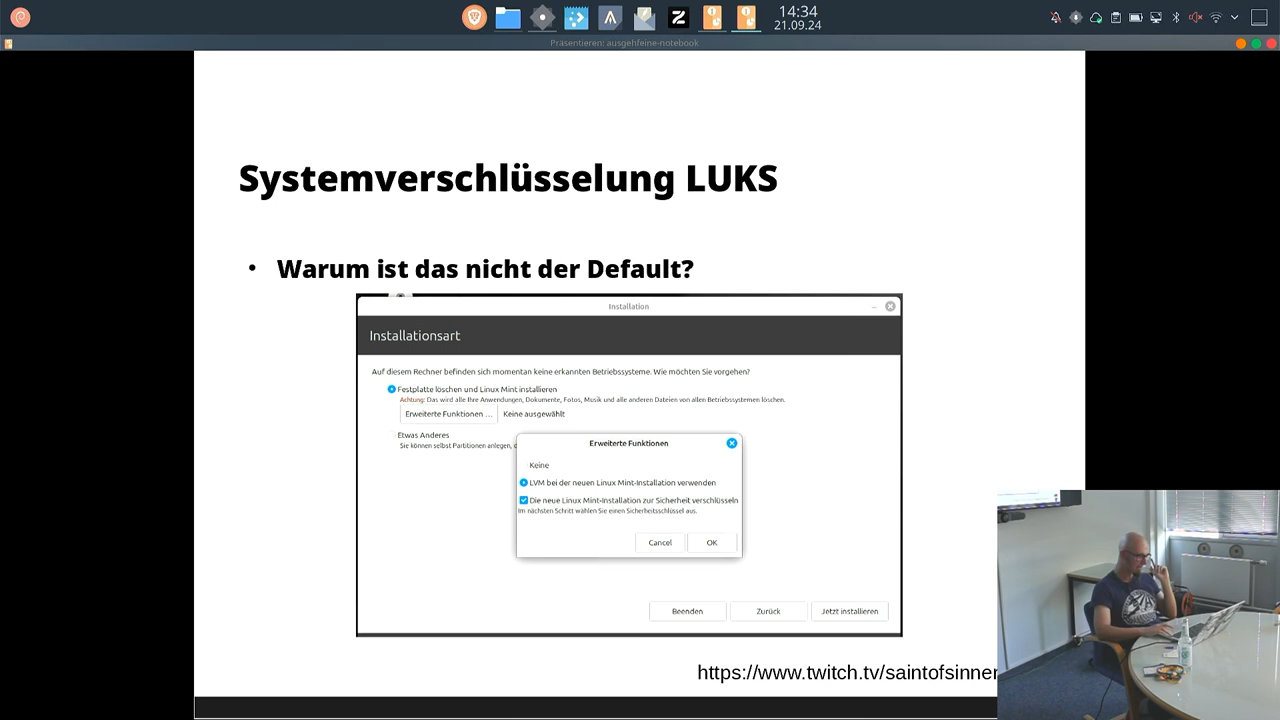 14:34
21.09.24
Präsentieren: ausgehfeine-notebook
Systemverschlüsselung LUKS
• Warum ist das nicht der Default?
Installation
Installationsart
Auf diesem Rechner befinden sich momentan keine erkannten Betriebssysteme. Wie möchten Sie vorgehen?
Festplatte löschen und Linux Mint installieren
Achtung: Das wird alle Ihre Anwendungen, Dokumente, Fotos, Musik und alle anderen Dateien von allen Betriebssystemen löschen.
Erweiterte Funktionen ... Keine ausgewählt
Etwas Anderes
Sie können selbst Partitionen anlegen,
Erweiterte Funktionen
Keine
LVM bei der neuen Linux Mint-Installation verwenden
Die neue Linux Mint-Installation zur Sicherheit verschlüsseln
Im nächsten Schritt wählen Sie einen Sicherheitsschlüssel aus.
Cancel OK
Beenden Zurück Jetzt installieren
https://www.twitch.tv/saintofsinner